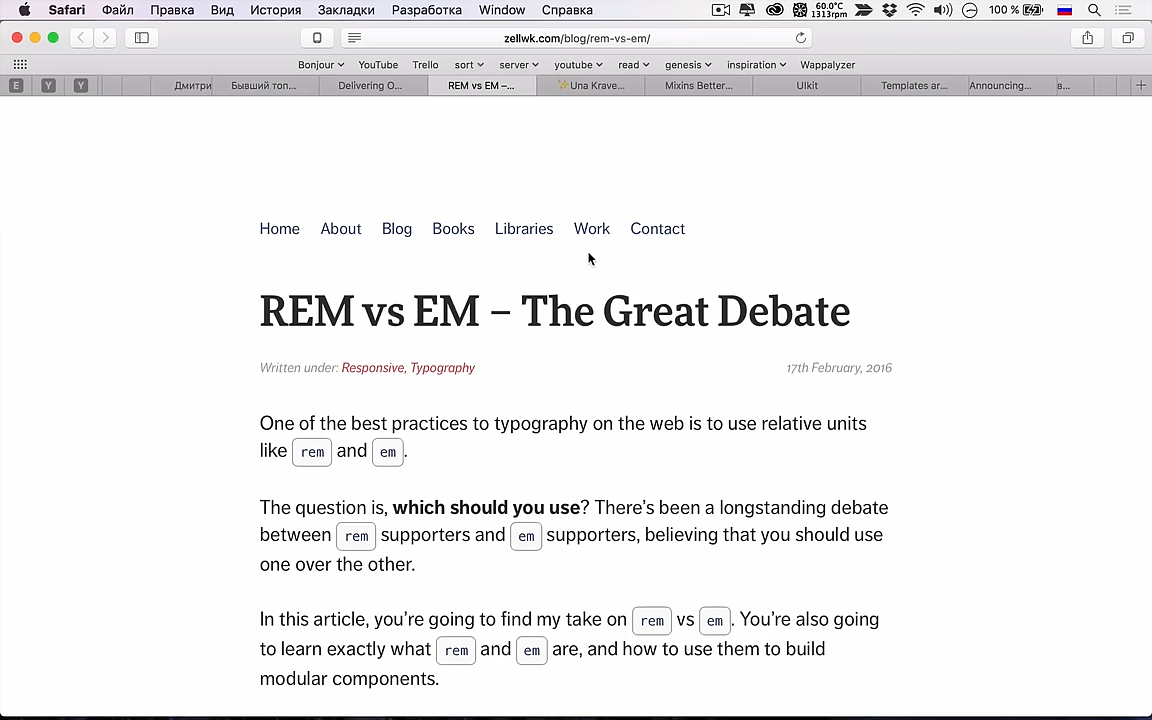 Safari Файл Правка Вид История Закладки Разработка Window Справка 60.0°C 1313rpm 100 %
zellwk.com/blog/rem-vs-em/
Bonjour YouTube Trello sort server youtube read genesis inspiration Wappalyzer
E Y Y Дмитри Бывший топ... Delivering O... REM vs EM –... ✨Una Krave... Mixins Better... UIkit Templates ar... Announcing... в...
Home About Blog Books Libraries Work Contact
REM vs EM – The Great Debate
Written under: Responsive, Typography 17th February, 2016
One of the best practices to typography on the web is to use relative units
like rem and em.
The question is, which should you use? There’s been a longstanding debate
between rem supporters and em supporters, believing that you should use
one over the other.
In this article, you’re going to find my take on rem vs em. You’re also going
to learn exactly what rem and em are, and how to use them to build
modular components.